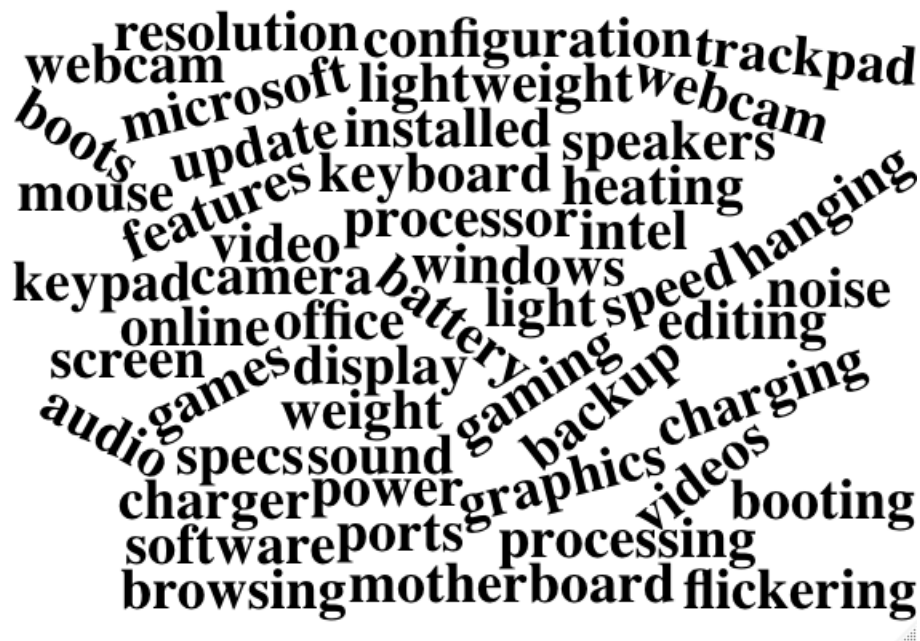 resolution configuration trackpad
webcam microsoft lightweight webcam
boots update installed speakers
mouse features keyboard heating hanging
video processor intel
keypad camera battery windows speed noise
online office light editing
screen games display gaming backup charging
audio weight
specs sound graphics videos
charger power booting
software ports processing
browsing motherboard flickering